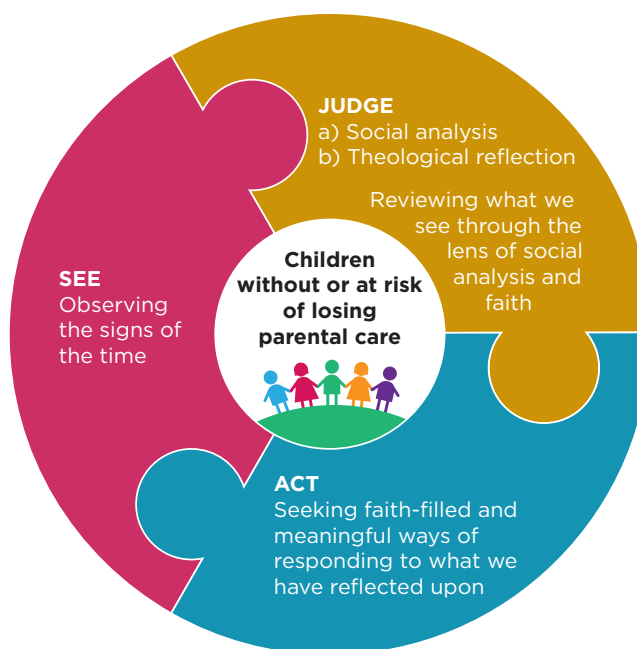 SEE
Observing
the signs of
the time
JUDGE
a) Social analysis
b) Theological reflection
Reviewing what we
see through the
lens of social
analysis and
faith
ACT
Seeking faith-filled and
meaningful ways of
responding to what we
have reflected upon
Children
without or at risk
of losing
parental care